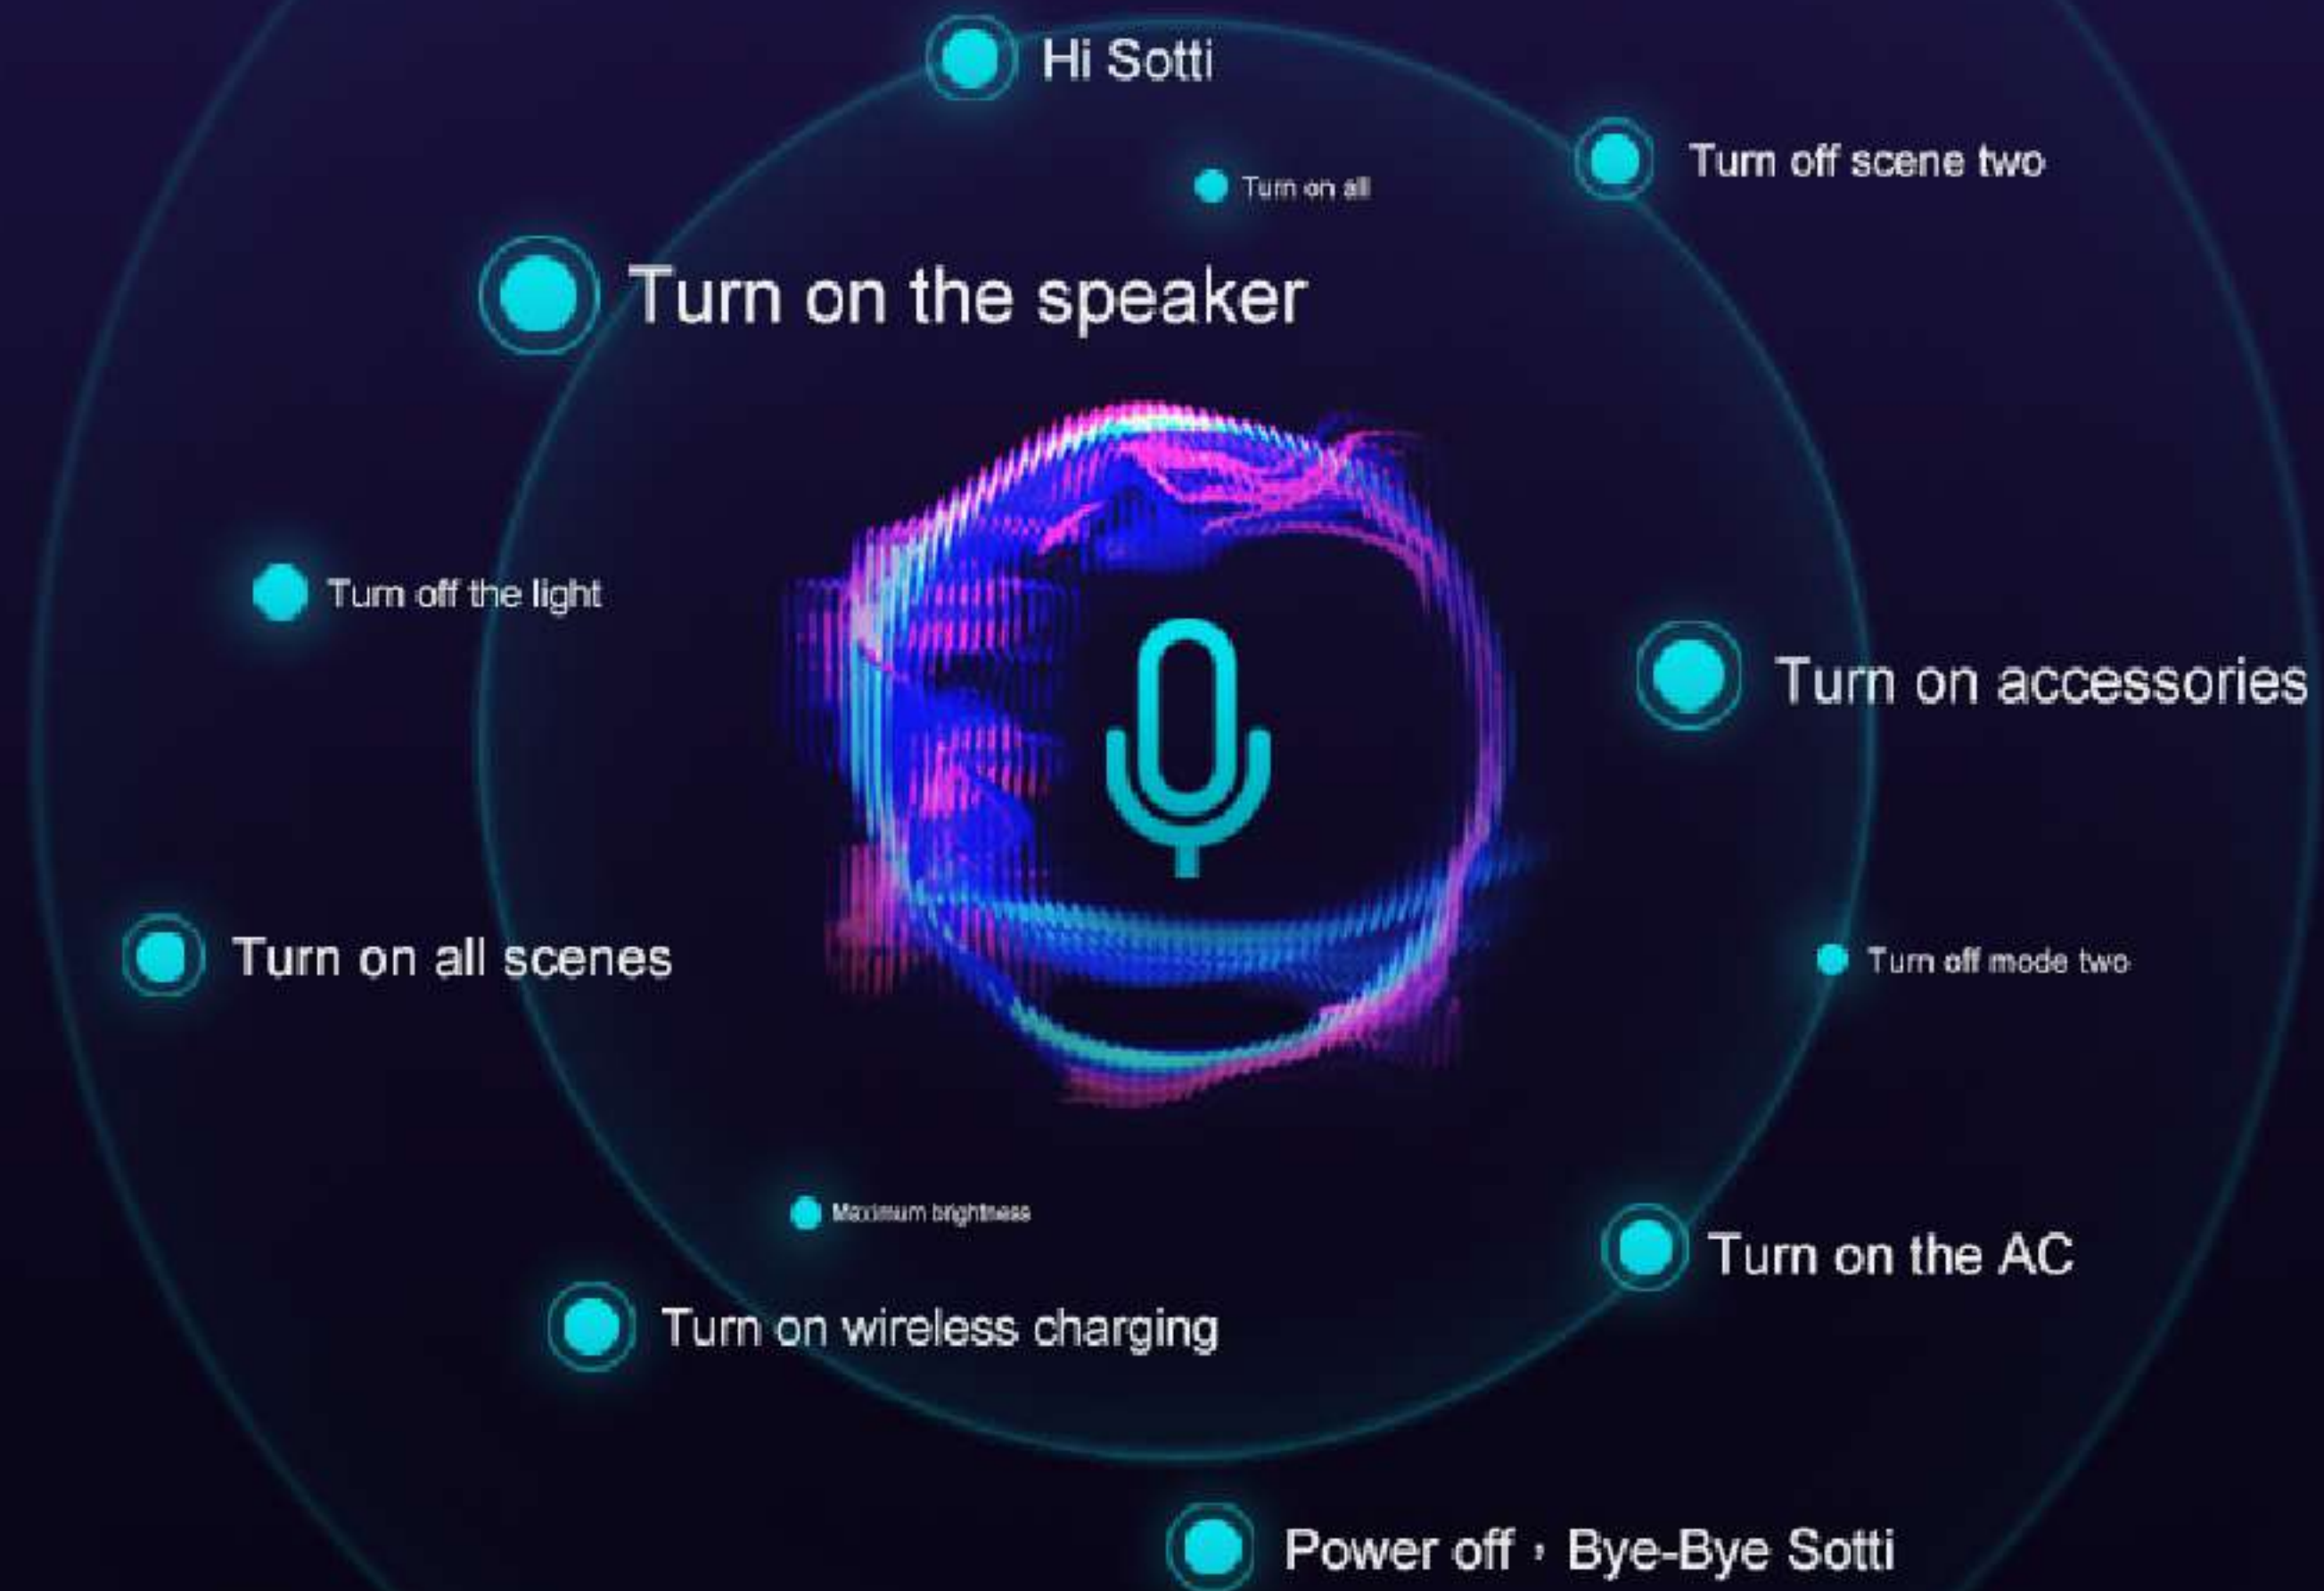 Hi Sotti
Turn off scene two
Turn on all
Turn on the speaker
Turn off the light
Turn on accessories
Turn on all scenes
Turn off mode two
Maximum brightness
Turn on the AC
Turn on wireless charging
Power off，Bye-Bye Sotti